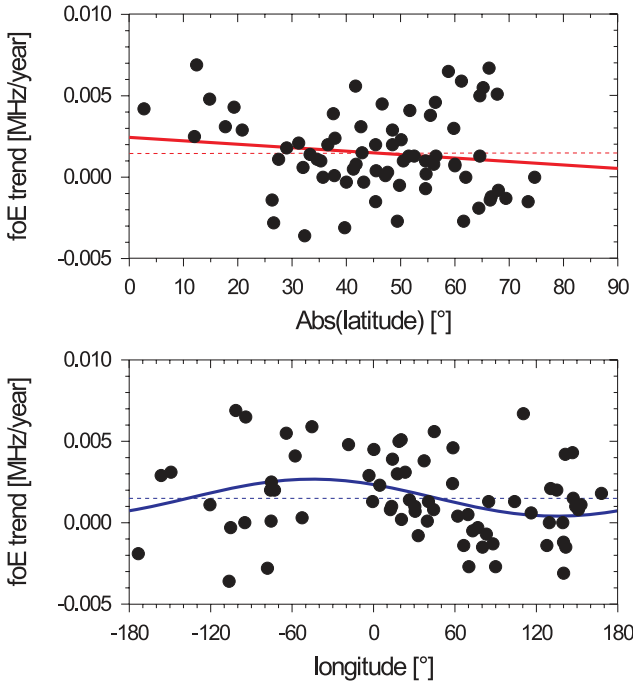 0.010
0.005
0.000
-0.005
foE trend [MHz/year]
0 10 20 30 40 50 60 70 80 90
Abs(latitude) [°]
0.010
0.005
0.000
-0.005
foE trend [MHz/year]
-180 -120 -60 0 60 120 180
longitude [°]